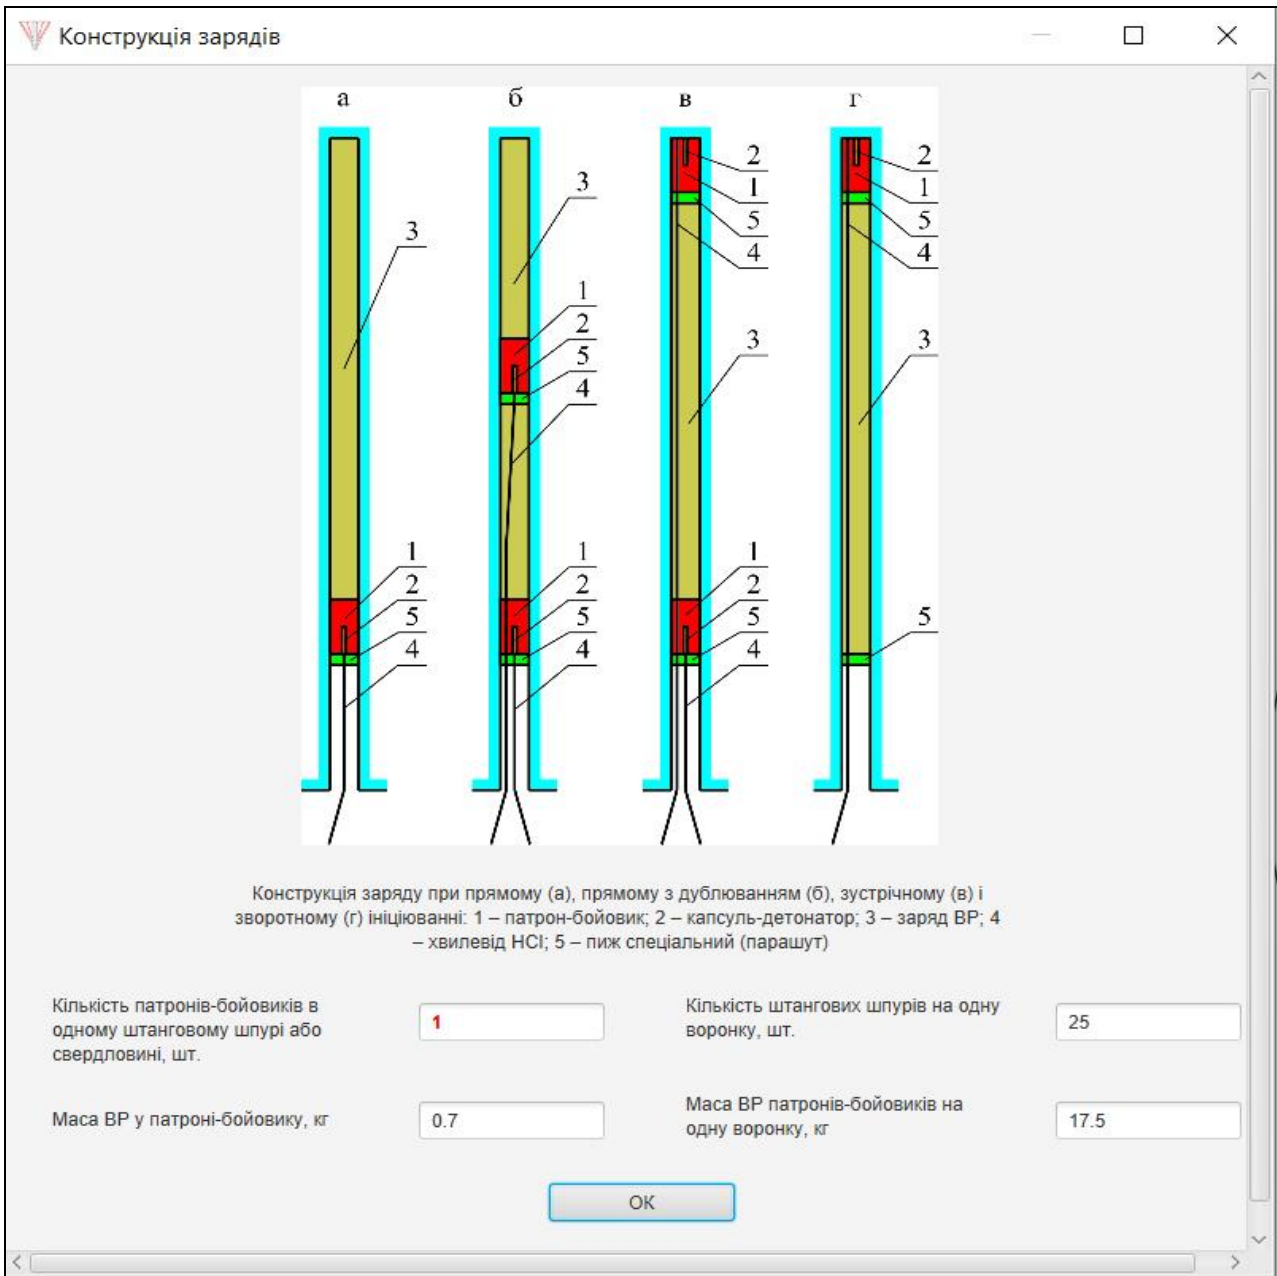 Конструкція зарядів
а б в г
3
1
2
5
4
3
1
2
5
4
1
2
5
4
2
1
5
4
3
1
2
5
4
2
1
5
4
3
5
Конструкція заряду при прямому (а), прямому з дублюванням (б), зустрічному (в) і
зворотному (г) ініціюванні: 1 – патрон-бойовик; 2 – капсуль-детонатор; 3 – заряд ВР; 4
– хвилевід НСІ; 5 – пиж спеціальний (парашут)
Кількість патронів-бойовиків в
одному штанговому шпурі або
свердловині, шт.
1
Кількість штангових шпурів на одну
воронку, шт.
25
Маса ВР у патроні-бойовику, кг
0.7
Маса ВР патронів-бойовиків на
одну воронку, кг
17.5
ОК